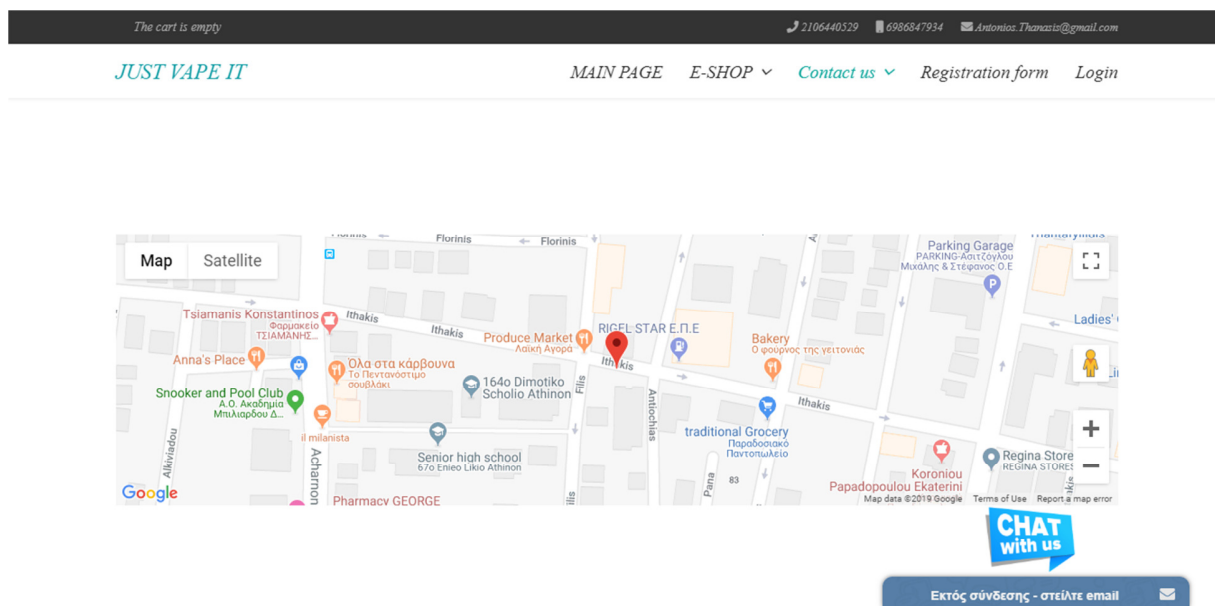 The cart is empty
2106440529 6986847934 Antonios.Thanasis@gmail.com
JUST VAPE IT
MAIN PAGE E-SHOP Contact us Registration form Login
Map Satellite
Florinis
Florinis
Parking Garage
PARKING-Ασιτζόγλου
Μιχάλης & Στέφανος Ο.Ε
P
Tsiamanis Konstantinos
Φαρμακείο
ΤΣΙΑΜΑΝΗΣ...
Ithakis
Ithakis
Produce Market
Λαϊκή Αγορά
RIGEL STAR Ε.Π.Ε
Ithakis
Bakery
Ο φούρνος της γειτονιάς
Ladies'
Anna's Place
Όλα στα κάρβουνα
Το Πεντανόστιμο
σουβλάκι
164ο Dimotiko
Scholio Athinon
Filis
Antiochias
Ithakis
Snooker and Pool Club
Α.Ο. Ακαδημία
Μπιλιαρδου Δ...
il milanista
traditional Grocery
Παραδοσιακό
Παντοπωλείο
Alkiviadou
Acharnon
Senior high school
67ο Enieo Likio Athinon
Pana
83
Koroniou
Papadopoulou Ekaterini
Regina Store
REGINA STORES
Google
Pharmacy GEORGE
Map data ©2019 Google Terms of Use Report a map error
CHAT
with us
Εκτός σύνδεσης - στείλτε email